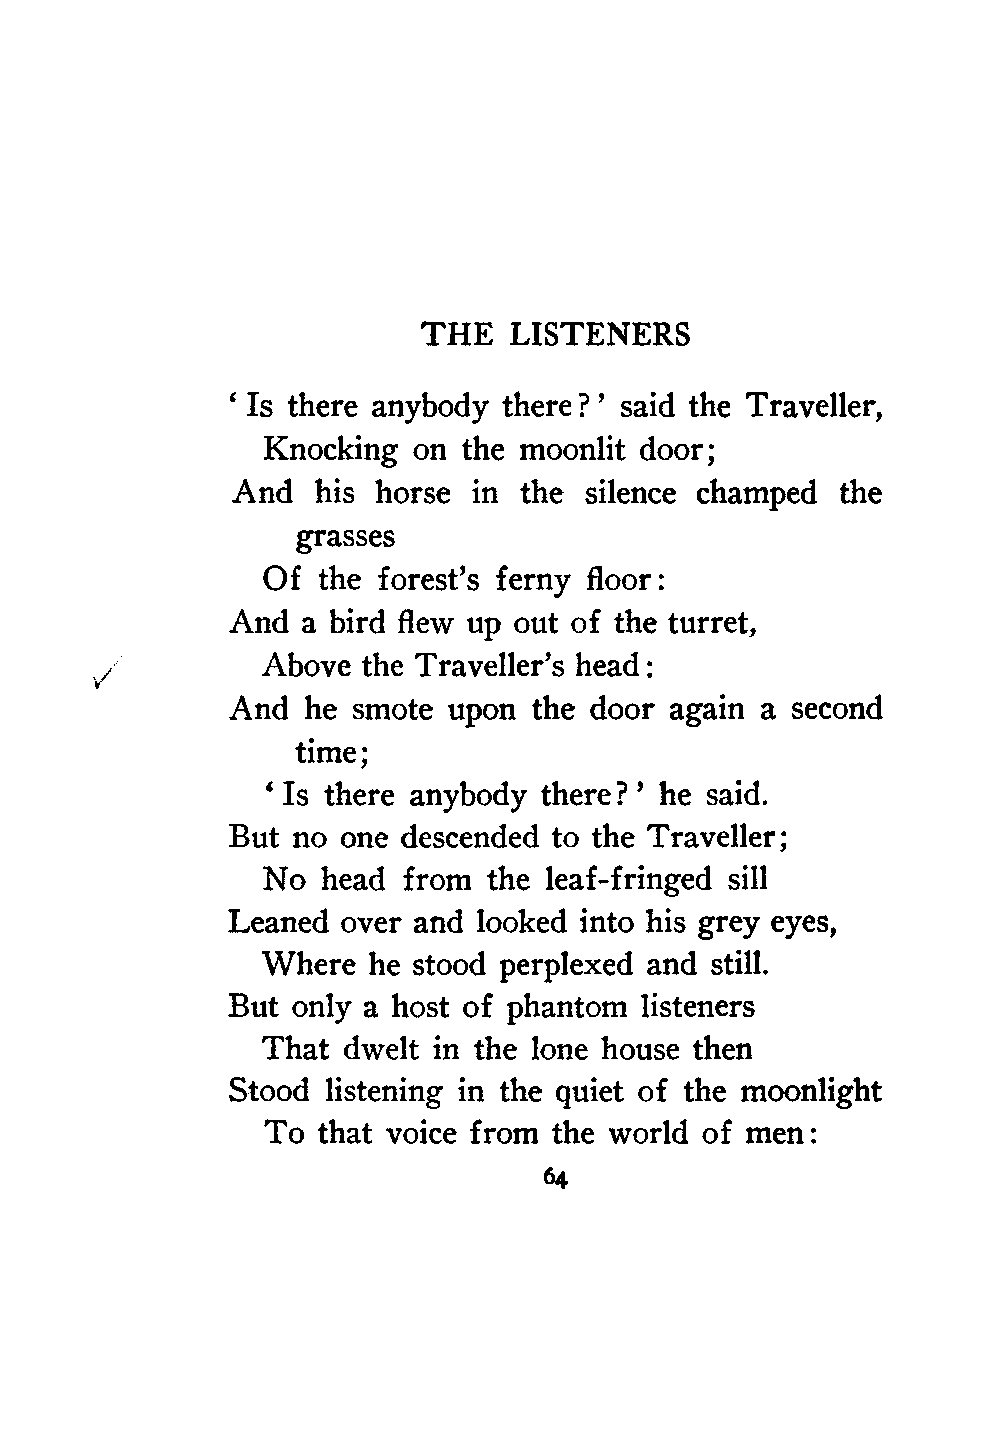 THE LISTENERS
‘Is there anybody there?’ said the Traveller,
Knocking on the moonlit door;
And his horse in the silence champed the
grasses
Of the forest’s ferny floor:
And a bird flew up out of the turret,
Above the Traveller’s head:
And he smote upon the door again a second
time;
‘Is there anybody there?’ he said.
But no one descended to the Traveller;
No head from the leaf-fringed sill
Leaned over and looked into his grey eyes,
Where he stood perplexed and still.
But only a host of phantom listeners
That dwelt in the lone house then
Stood listening in the quiet of the moonlight
To that voice from the world of men:
64